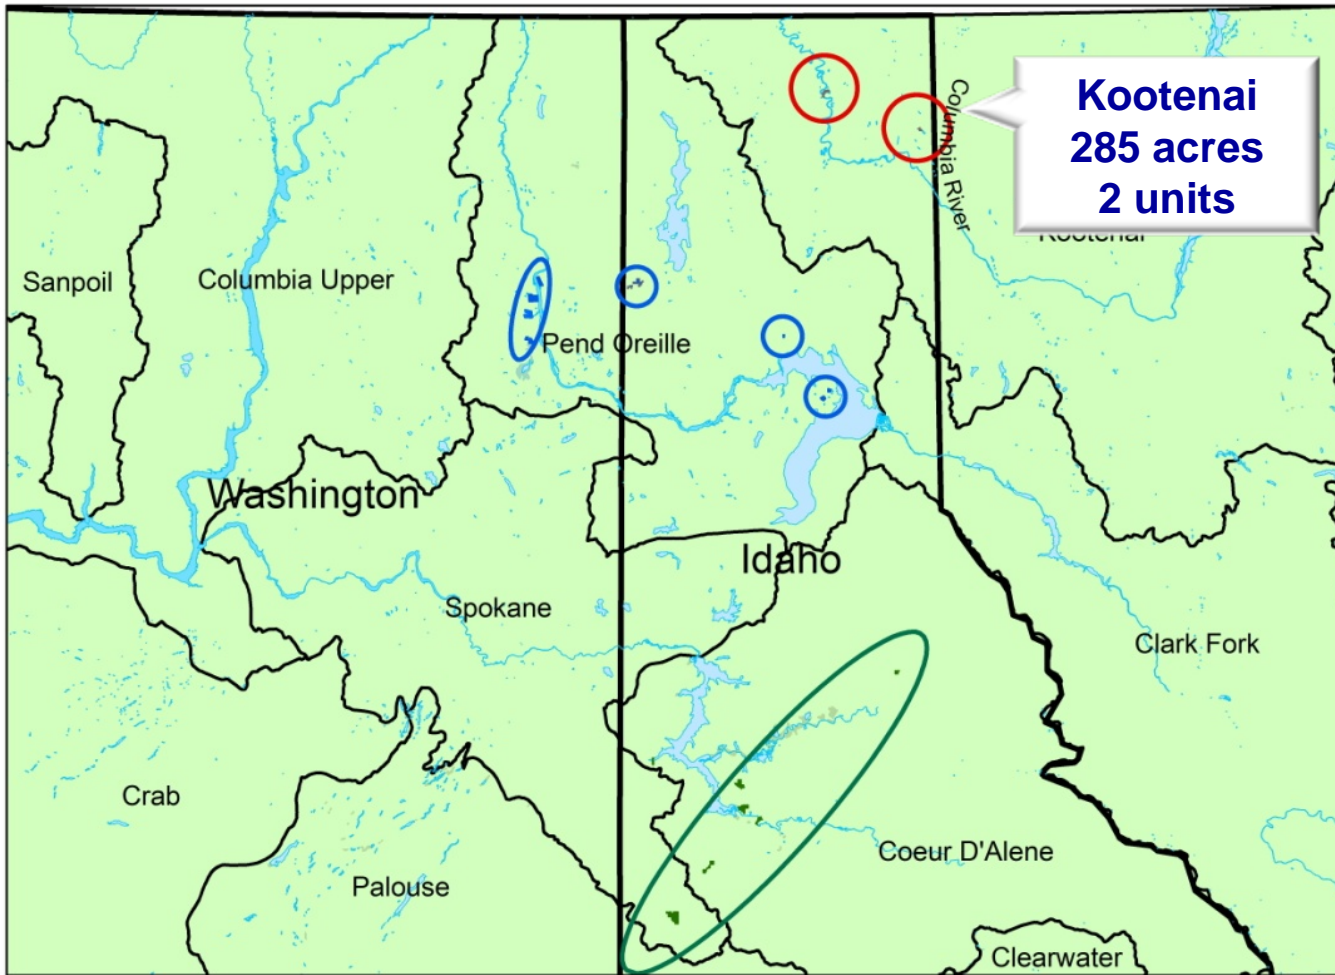 Kootenai
285 acres
2 units
Columbia River
Kootenai
Sanpoil
Columbia Upper
Pend Oreille
Washington
Idaho
Spokane
Clark Fork
Crab
Coeur D'Alene
Palouse
Clearwater